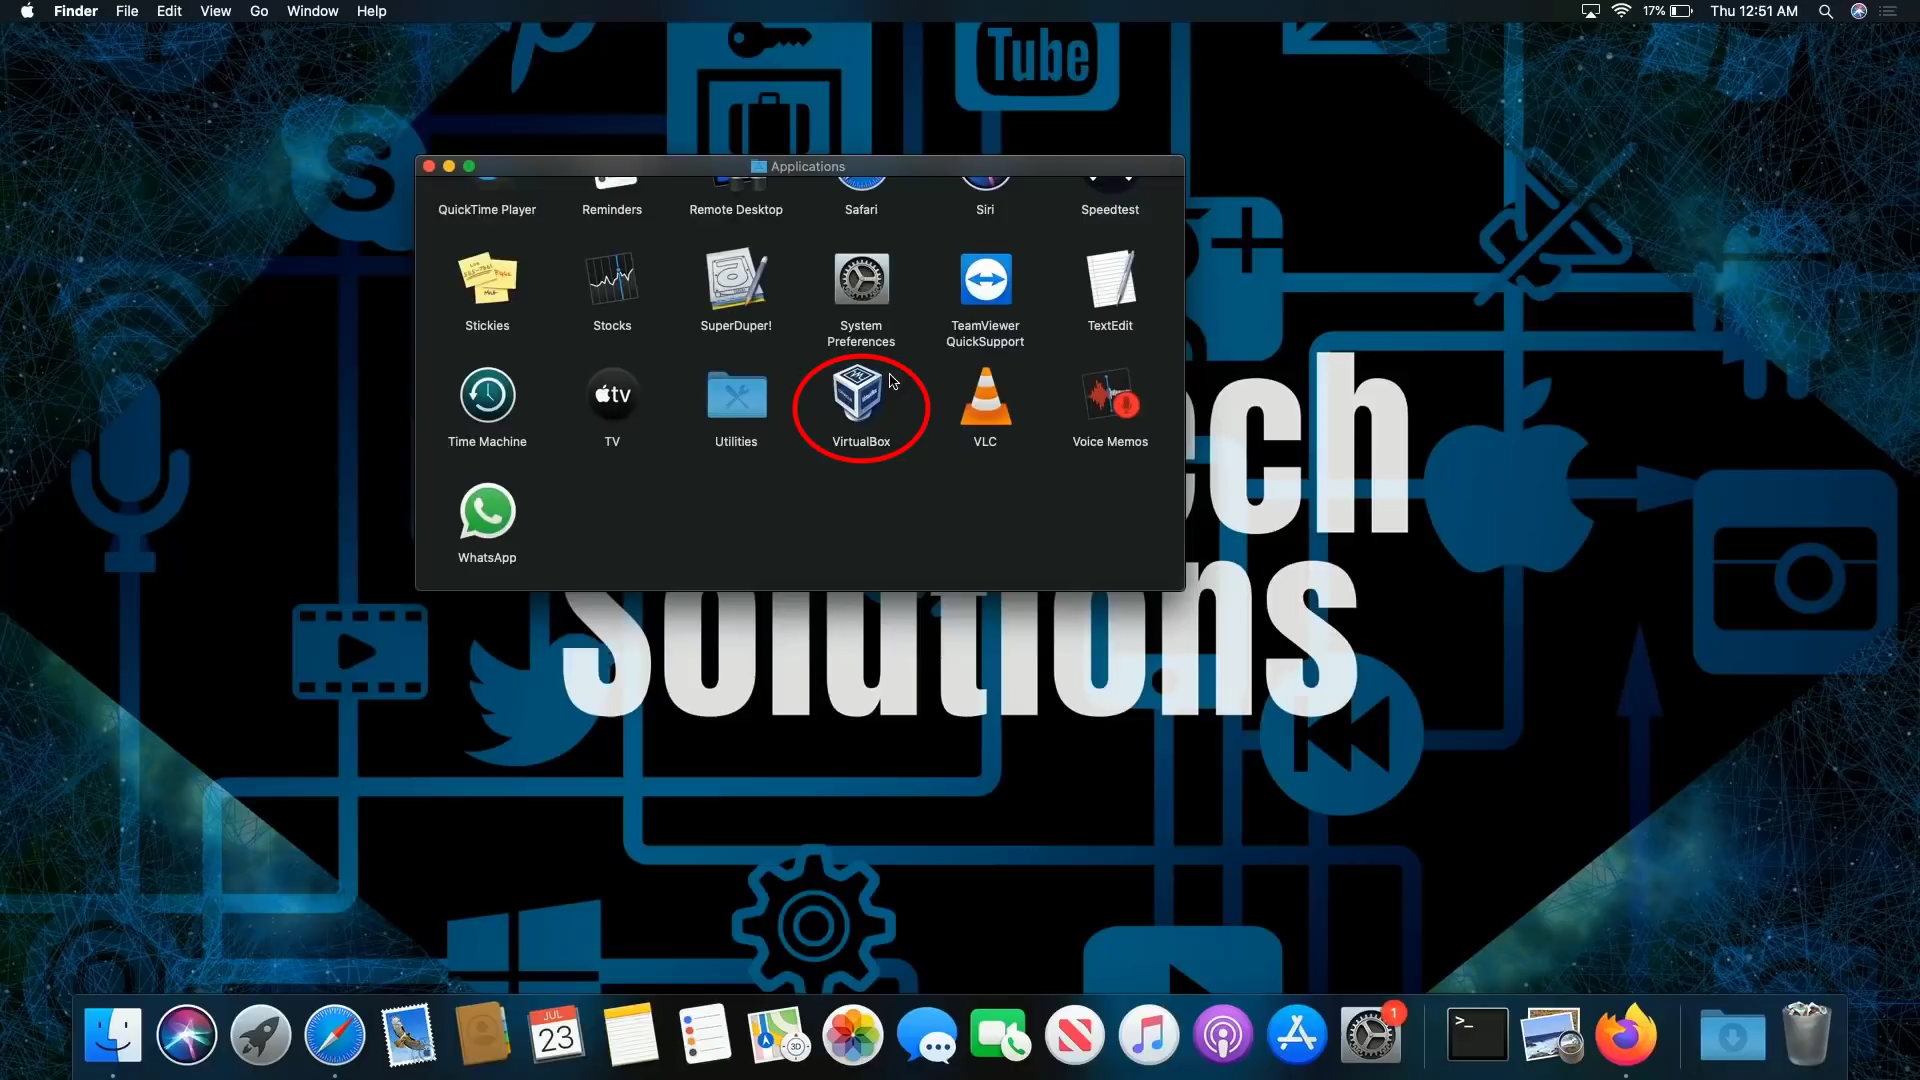 Finder File Edit View Go Window Help 17% Thu 12:51 AM
Tube
Applications
QuickTime Player Reminders Remote Desktop Safari Siri Speedtest
Stickies Stocks SuperDuper! System Preferences TeamViewer QuickSupport TextEdit
tv
Time Machine TV Utilities VirtualBox VLC Voice Memos
WhatsApp
ech
Solutions
JUL
23
3D
1
>_